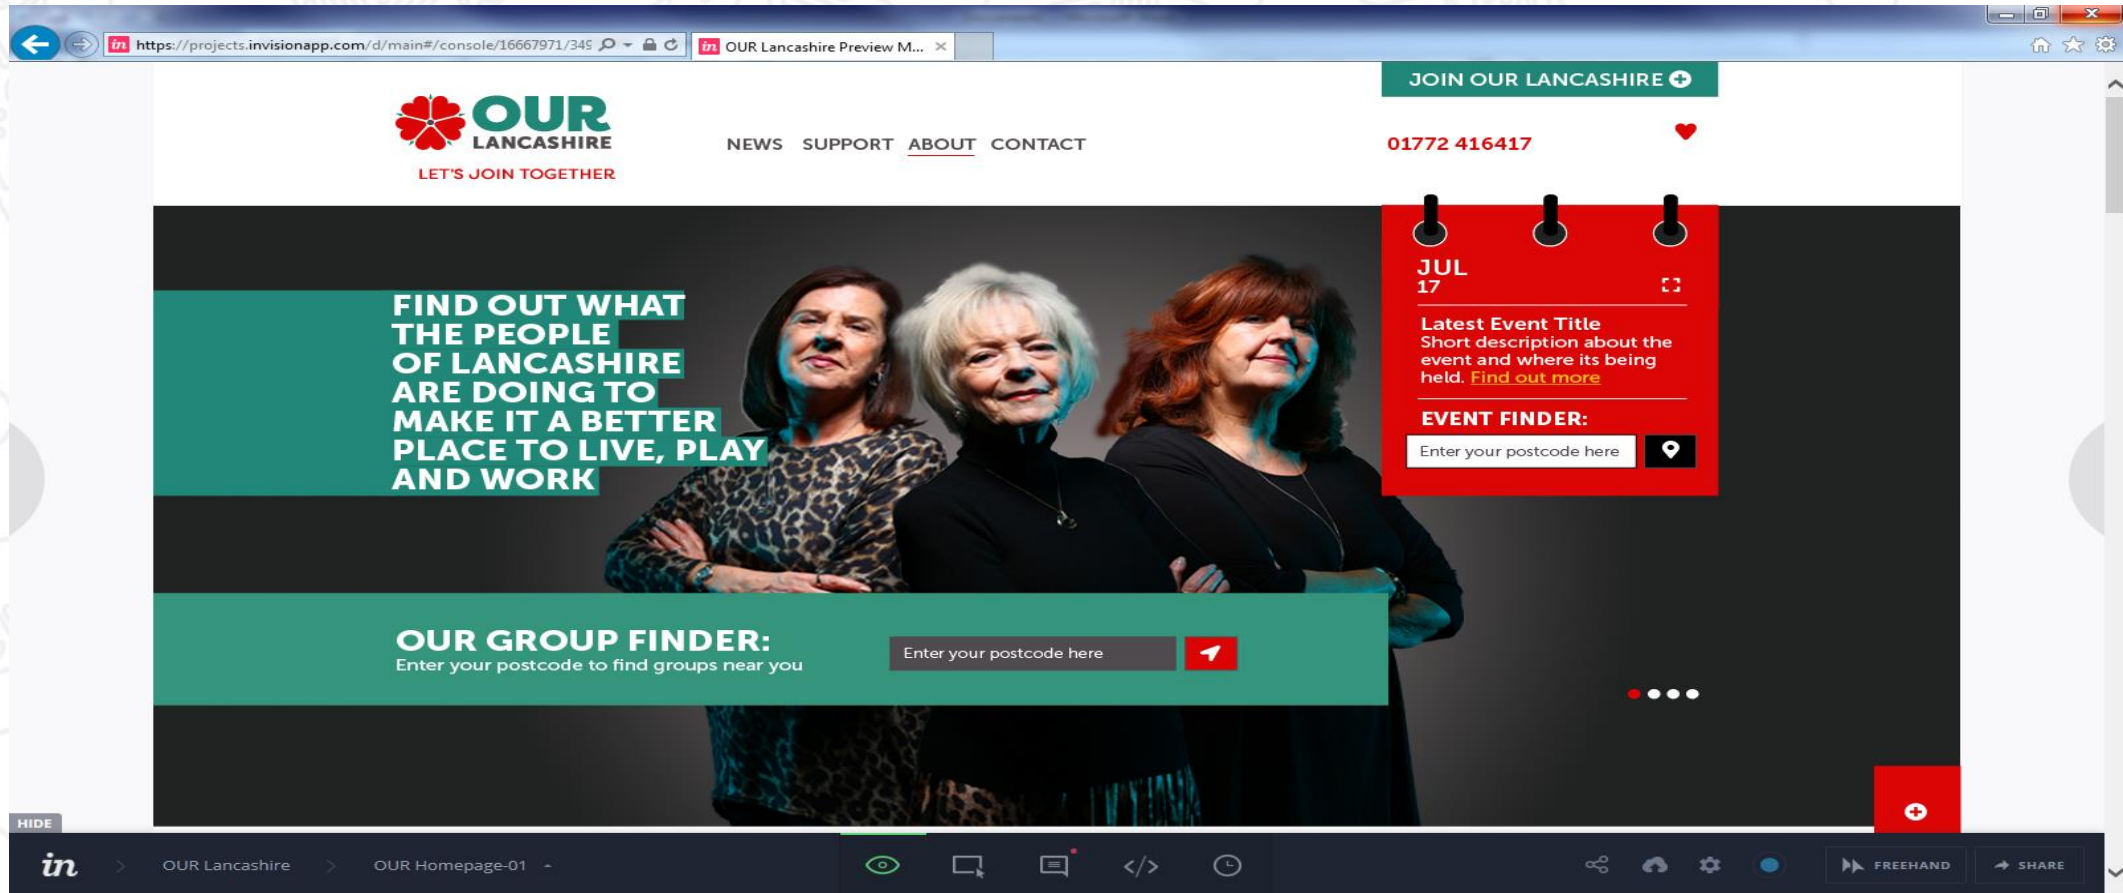 https://projects.invisionapp.com/d/main#/console/16667971/349
in OUR Lancashire Preview M...
JOIN OUR LANCASHIRE
OUR
LANCASHIRE
LET'S JOIN TOGETHER
NEWS SUPPORT ABOUT CONTACT
01772 416417
FIND OUT WHAT
THE PEOPLE
OF LANCASHIRE
ARE DOING TO
MAKE IT A BETTER
PLACE TO LIVE, PLAY
AND WORK
JUL
17
Latest Event Title
Short description about the
event and where its being
held. Find out more
EVENT FINDER:
Enter your postcode here
OUR GROUP FINDER:
Enter your postcode to find groups near you
Enter your postcode here
HIDE
in > OUR Lancashire > OUR Homepage-01
</>
FREEHAND
SHARE